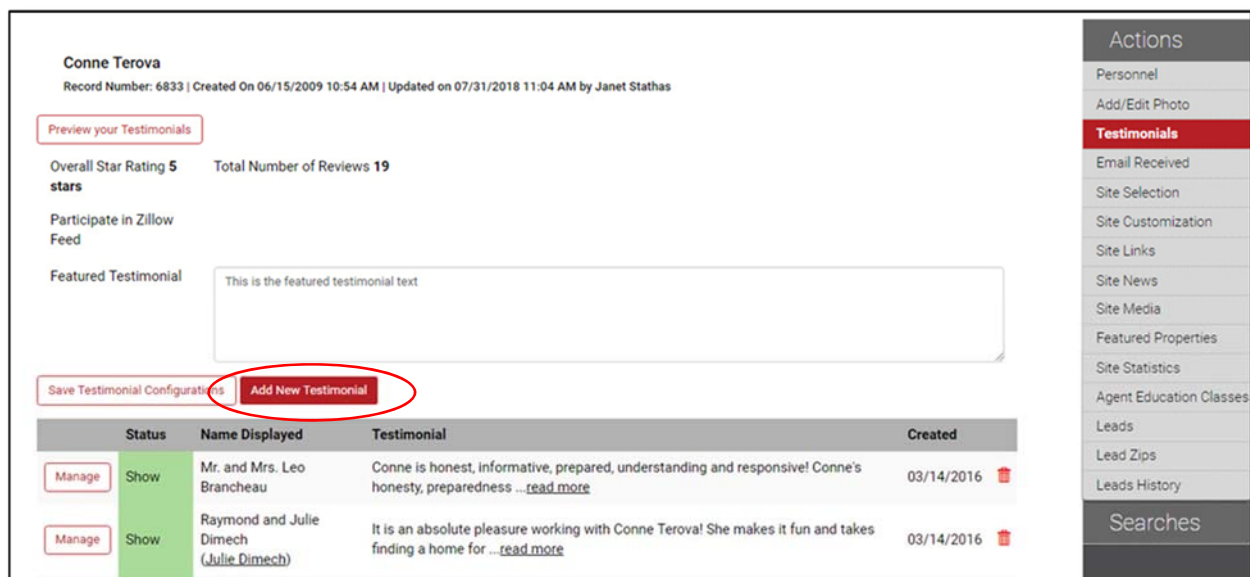 Conne Terova
Record Number: 6833 | Created On 06/15/2009 10:54 AM | Updated on 07/31/2018 11:04 AM by Janet Stathas
Preview your Testimonials
Overall Star Rating 5
stars
Total Number of Reviews 19
Participate in Zillow
Feed
Featured Testimonial
This is the featured testimonial text
Save Testimonial Configurations
Add New Testimonial
Status Name Displayed Testimonial Created
Manage Show Mr. and Mrs. Leo
Brancheau
Conne is honest, informative, prepared, understanding and responsive! Conne's
honesty, preparedness ...read more
03/14/2016
Manage Show Raymond and Julie
Dimech
(Julie Dimech)
It is an absolute pleasure working with Conne Terova! She makes it fun and takes
finding a home for ...read more
03/14/2016
Actions
Personnel
Add/Edit Photo
Testimonials
Email Received
Site Selection
Site Customization
Site Links
Site News
Site Media
Featured Properties
Site Statistics
Agent Education Classes
Leads
Lead Zips
Leads History
Searches